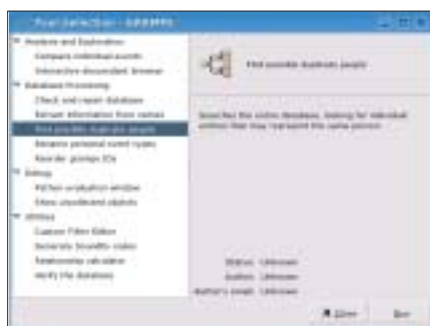 Tool Selection - GRAMPS
Analysis and Exploration
Compare individual events
Interactive descendant browser
Database Processing
Check and repair database
Extract information from names
Find possible duplicate people
Rename personal event types
Reorder gramps IDs
Debug
Python evaluation window
Show uncollected objects
Utilities
Custom Filter Editor
Generate SoundEx codes
Relationship calculator
Verify the database
Find possible duplicate people
Searches the entire database, looking for individual
entries that may represent the same person.
Status: Unknown
Author: Unknown
Author's email: Unknown
Close
Run